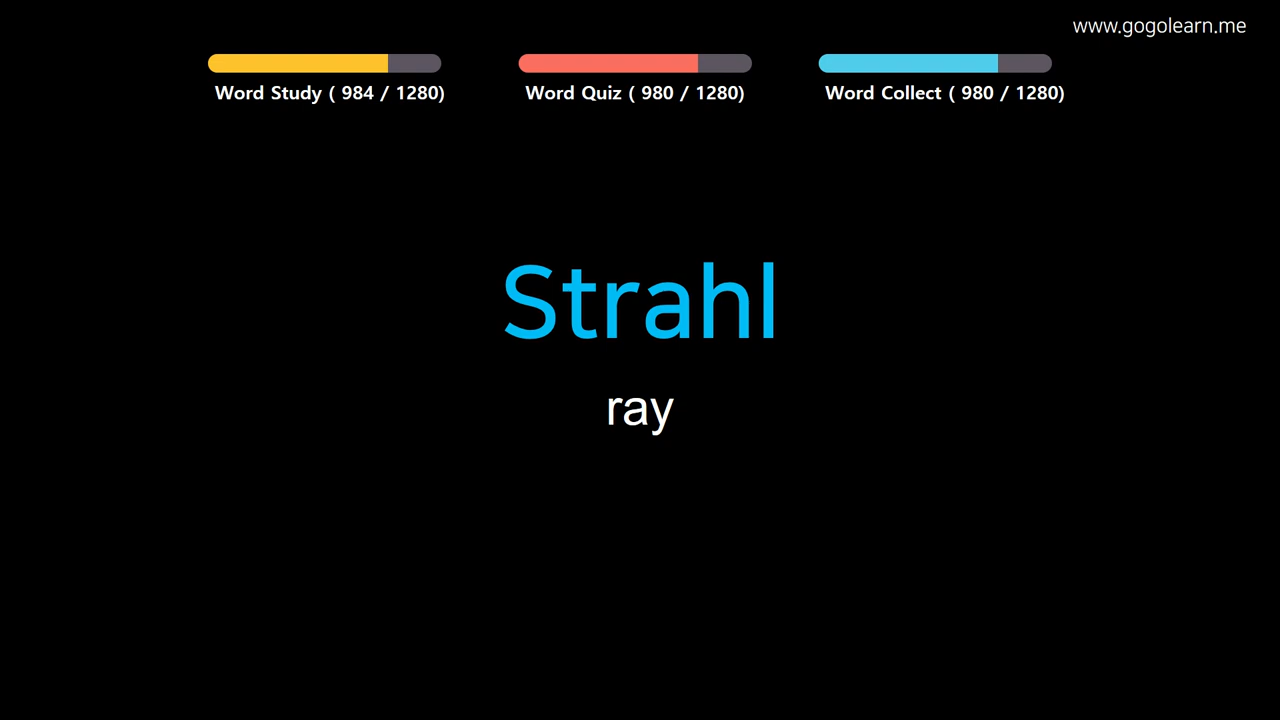 www.gogolearn.me
Word Study ( 984 / 1280)
Word Quiz ( 980 / 1280)
Word Collect ( 980 / 1280)
Strahl
ray